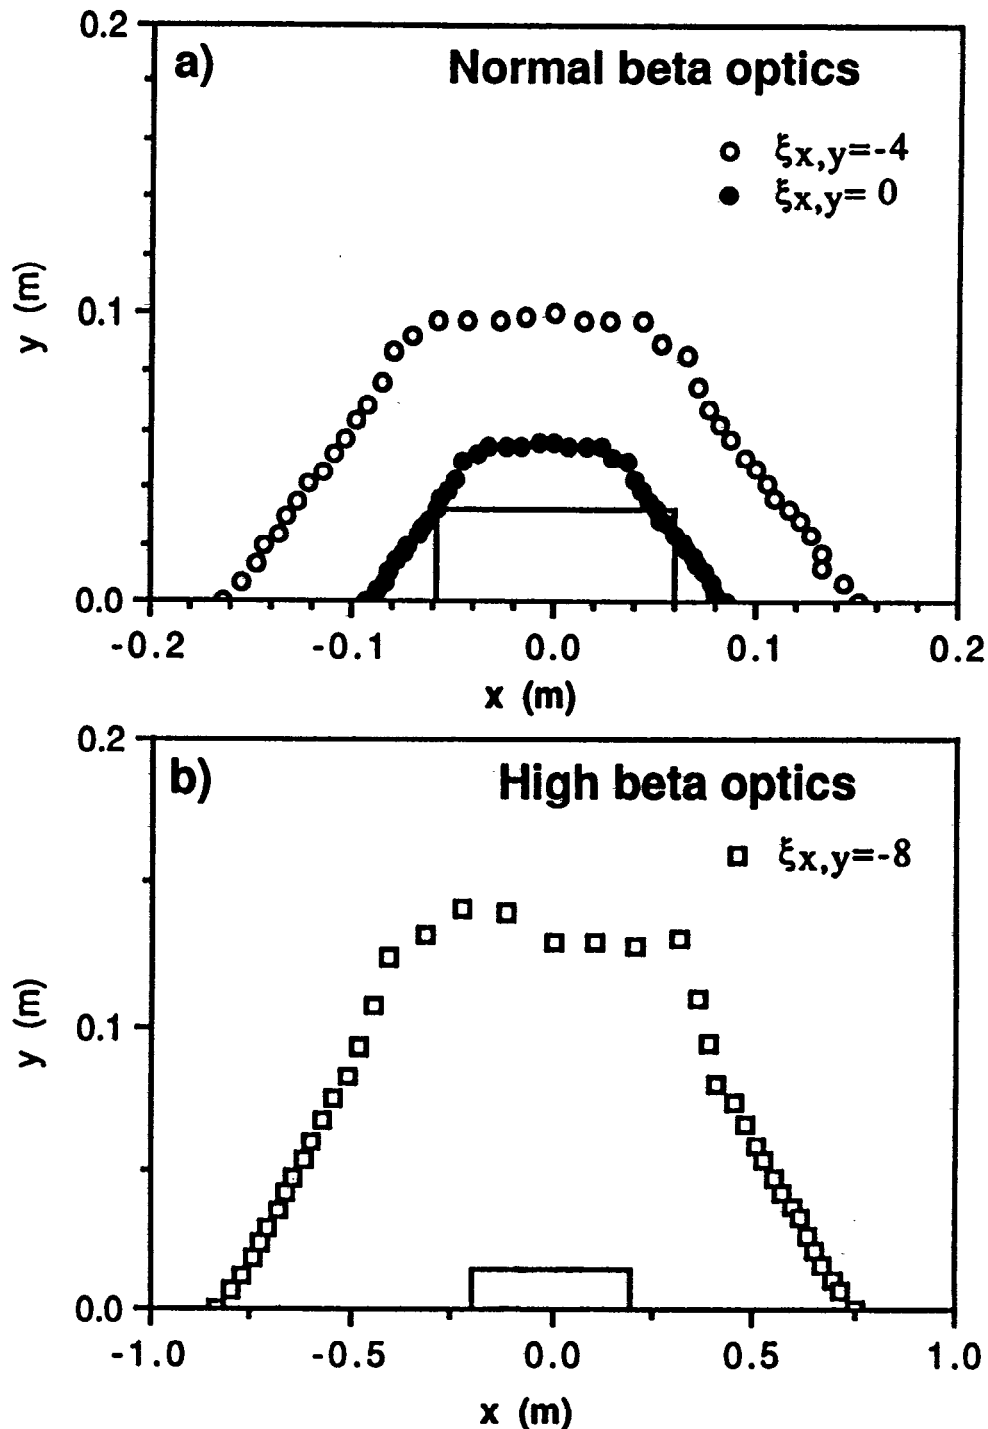 a) Normal beta optics
ξx,y=-4
ξx,y= 0
0.2
0.1
0.0
y (m)
-0.2 -0.1 0.0 0.1 0.2
x (m)
b) High beta optics
ξx,y=-8
0.2
0.1
0.0
y (m)
-1.0 -0.5 0.0 0.5 1.0
x (m)